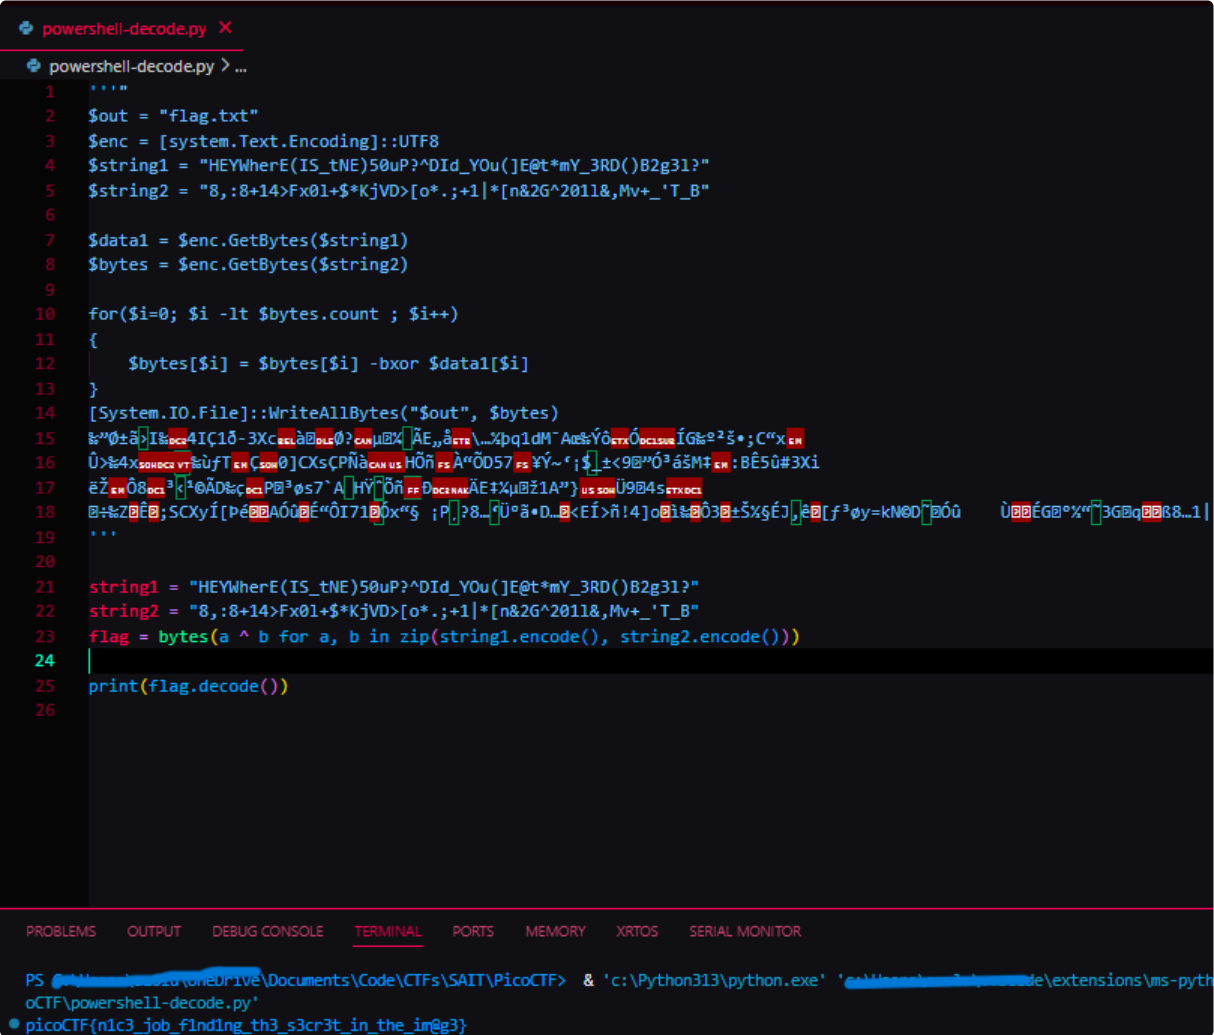 powershell-decode.py ×
powershell-decode.py > ...
1 '''"
2 $out = "flag.txt"
3 $enc = [system.Text.Encoding]::UTF8
4 $string1 = "HEYWherE(IS_tNE)50uP?^DId_YOu(]E@t*mY_3RD()B2g3l?"
5 $string2 = "8,:8+14>Fx0l+$*KjVD>[o*.;+1|*[n&2G^201l&,Mv+_'T_B"
6
7 $data1 = $enc.GetBytes($string1)
8 $bytes = $enc.GetBytes($string2)
9
10 for($i=0; $i -lt $bytes.count ; $i++)
11 {
12 $bytes[$i] = $bytes[$i] -bxor $data1[$i]
13 }
14 [System.IO.File]::WriteAllBytes("$out", $bytes)
15
16
17
18
19 '''
20
21 string1 = "HEYWherE(IS_tNE)50uP?^DId_YOu(]E@t*mY_3RD()B2g3l?"
22 string2 = "8,:8+14>Fx0l+$*KjVD>[o*.;+1|*[n&2G^201l&,Mv+_'T_B"
23 flag = bytes(a ^ b for a, b in zip(string1.encode(), string2.encode()))
24
25 print(flag.decode())
26
PROBLEMS OUTPUT DEBUG CONSOLE TERMINAL PORTS MEMORY XRTOS SERIAL MONITOR
PS \OneDrive\Documents\Code\CTFs\SAIT\PicoCTF> & 'c:\Python313\python.exe' \extensions\ms-pyth
oCTF\powershell-decode.py'
picoCTF{n1c3_job_f1nd1ng_th3_s3cr3t_in_the_im@g3}